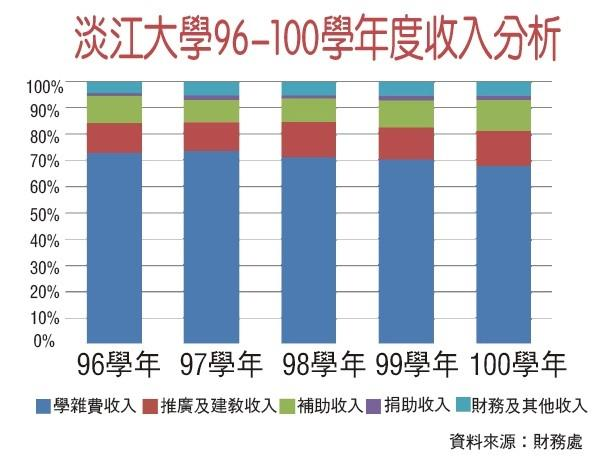 淡江大學96-100學年度收入分析
100%
90%
80%
70%
60%
50%
40%
30%
20%
10%
0%
96學年 97學年 98學年 99學年 100學年
學雜費收入 推廣及建教收入 補助收入 捐助收入 財務及其他收入
資料來源：財務處